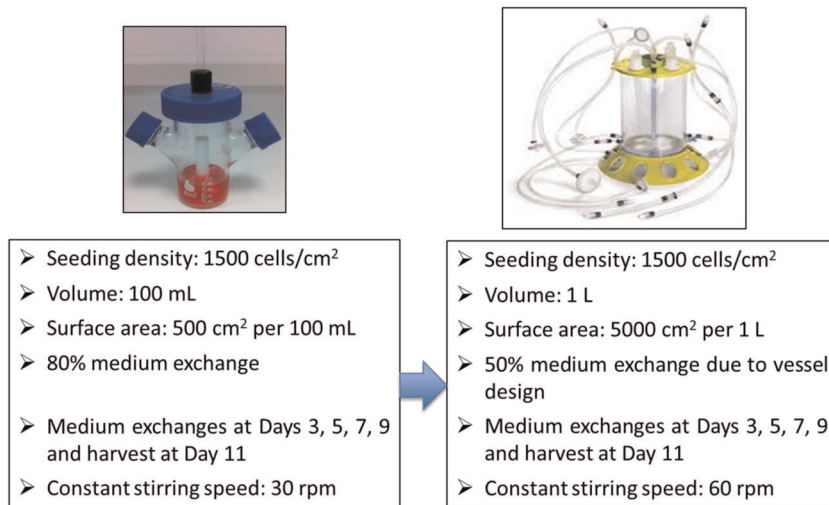 ➤ Seeding density: 1500 cells/cm²
➤ Volume: 100 mL
➤ Surface area: 500 cm² per 100 mL
➤ 80% medium exchange
➤ Medium exchanges at Days 3, 5, 7, 9
and harvest at Day 11
➤ Constant stirring speed: 30 rpm
➤ Seeding density: 1500 cells/cm²
➤ Volume: 1 L
➤ Surface area: 5000 cm² per 1 L
➤ 50% medium exchange due to vessel
design
➤ Medium exchanges at Days 3, 5, 7, 9
and harvest at Day 11
➤ Constant stirring speed: 60 rpm